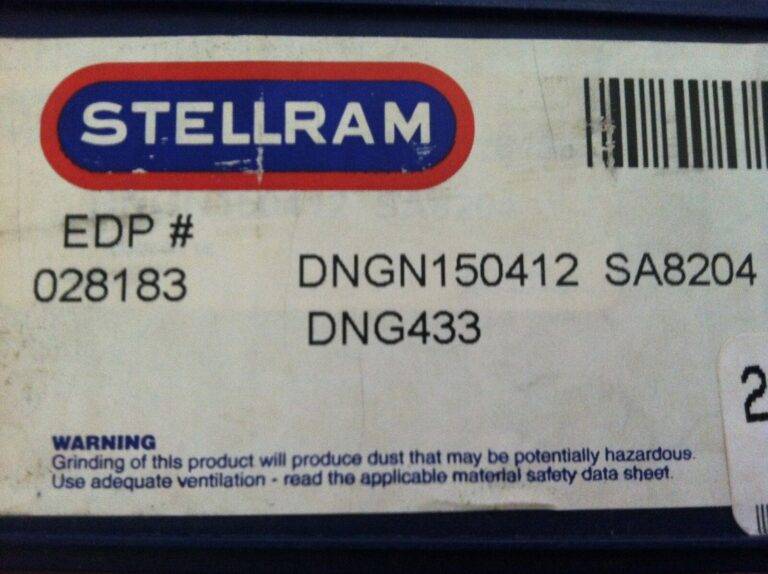 STELLRAM
EDP #
028183 DNGN150412 SA8204
DNG433
2
WARNING
Grinding of this product will produce dust that may be potentially hazardous.
Use adequate ventilation - read the applicable material safety data sheet.